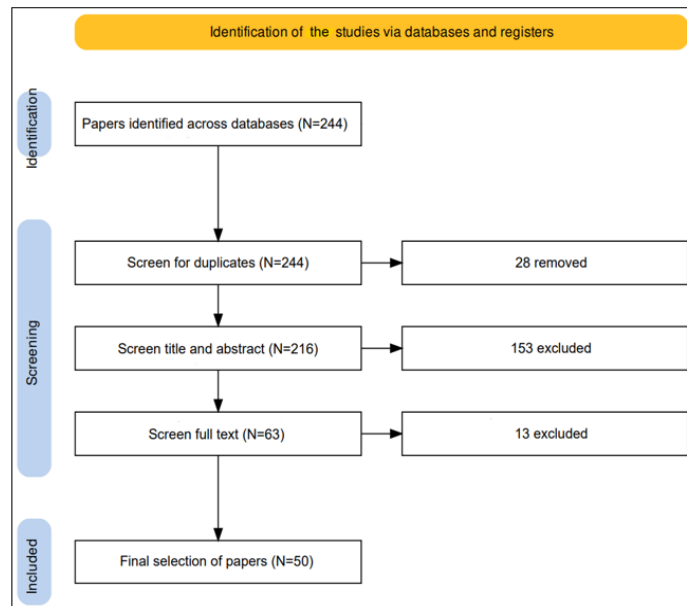 Identification of the studies via databases and registers
Identification
Papers identified across databases (N=244)
Screening
Screen for duplicates (N=244)
28 removed
Screen title and abstract (N=216)
153 excluded
Screen full text (N=63)
13 excluded
Included
Final selection of papers (N=50)